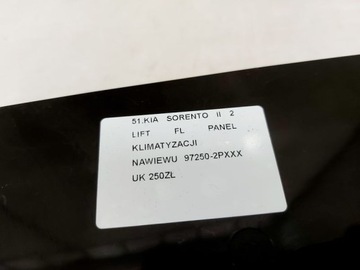 51.KIA SORENTO II 2
LIFT FL PANEL
KLIMATYZACJI
NAWIEWU 97250-2PXXX
UK 250ZŁ